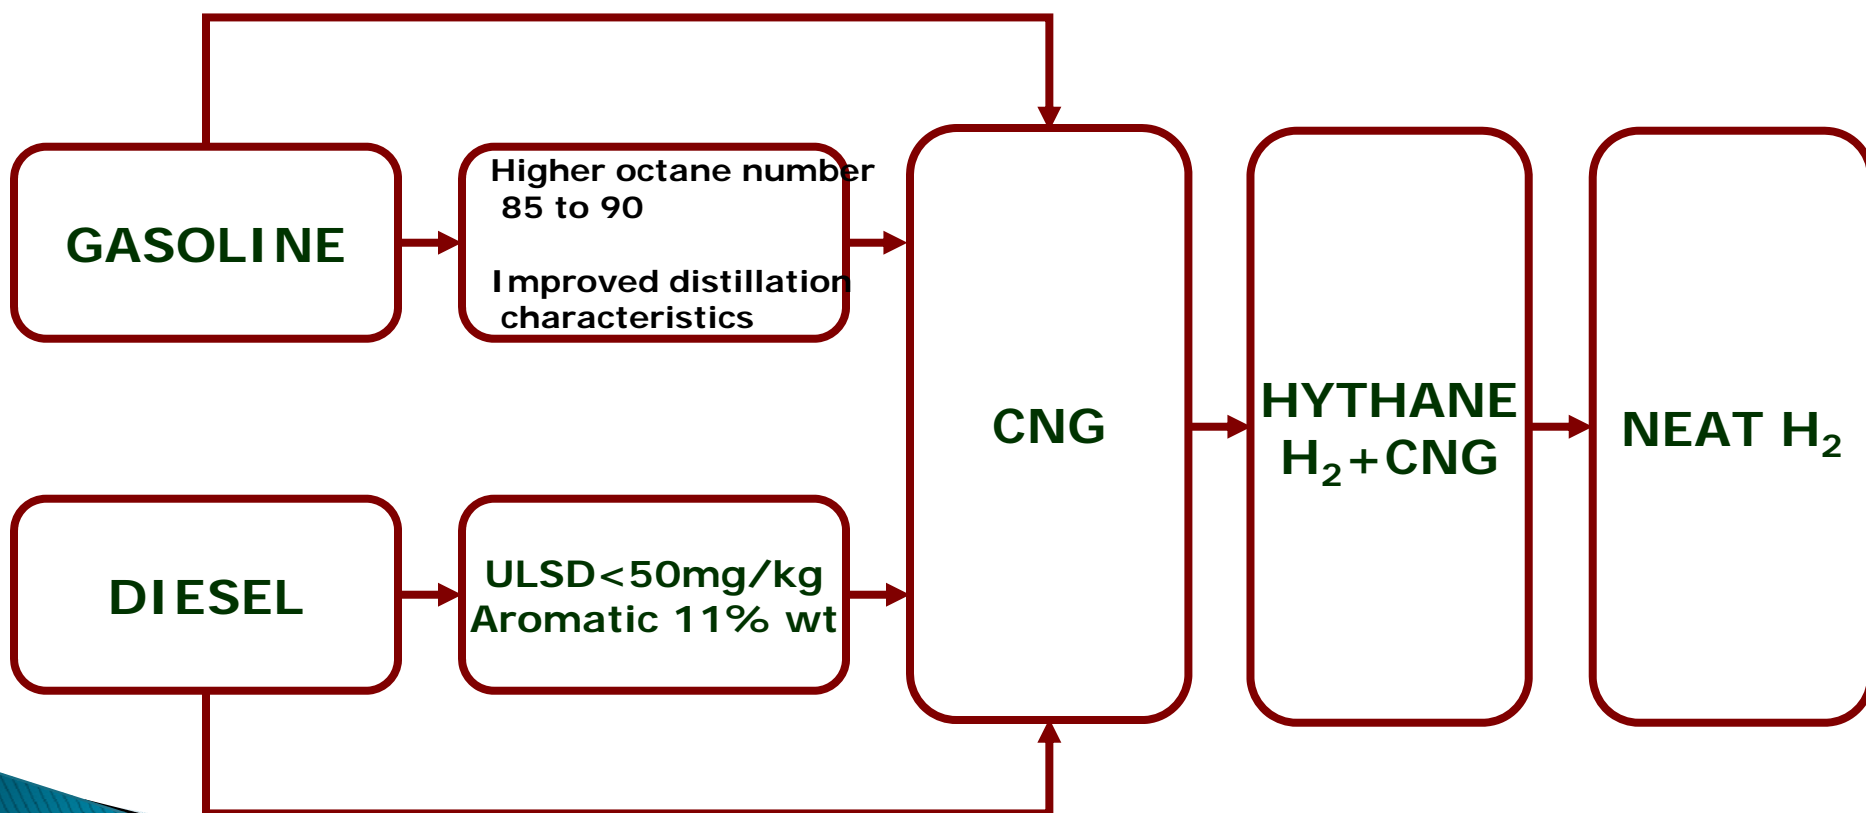 GASOLINE
Higher octane number
85 to 90
Improved distillation
characteristics
DIESEL
ULSD<50mg/kg
Aromatic 11% wt
CNG
HYTHANE
H₂+CNG
NEAT H₂